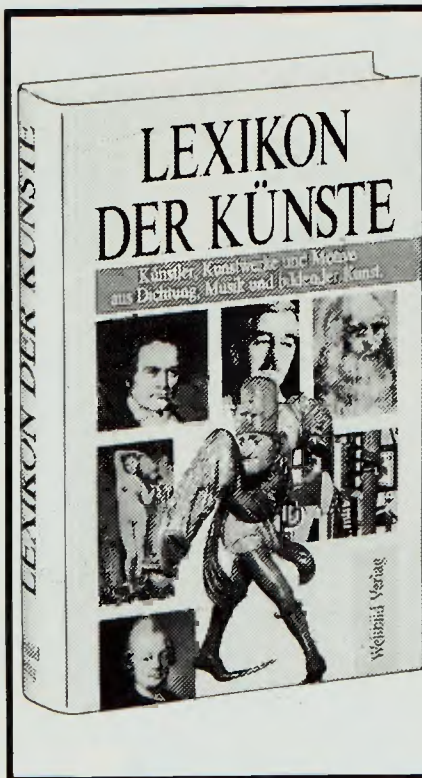 LEXIKON
DER KÜNSTE
Künstler, Kunstwerke und Motive
aus Dichtung, Musik und bildender Kunst.
LEXIKON DER KÜNSTE
Weltbild Verlag